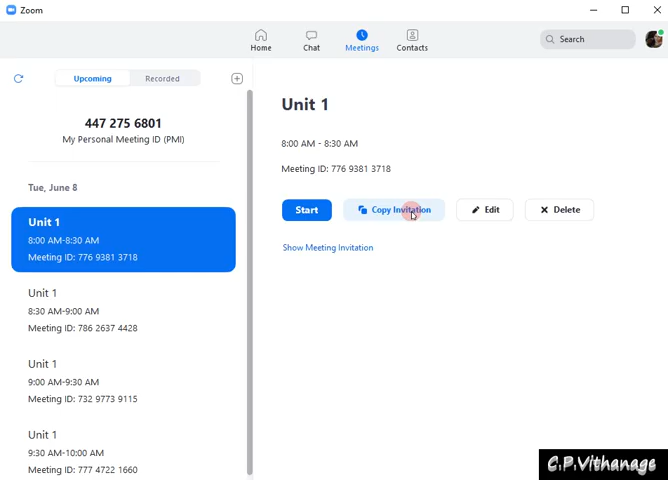 Zoom
Home
Chat
Meetings
Contacts
Search
Upcoming
Recorded
447 275 6801
My Personal Meeting ID (PMI)
Tue, June 8
Unit 1
8:00 AM-8:30 AM
Meeting ID: 776 9381 3718
Unit 1
8:30 AM-9:00 AM
Meeting ID: 786 2637 4428
Unit 1
9:00 AM-9:30 AM
Meeting ID: 732 9773 9115
Unit 1
9:30 AM-10:00 AM
Meeting ID: 777 4722 1660
Unit 1
8:00 AM - 8:30 AM
Meeting ID: 776 9381 3718
Start
Copy Invitation
Edit
Delete
Show Meeting Invitation
C.P.Vithanage